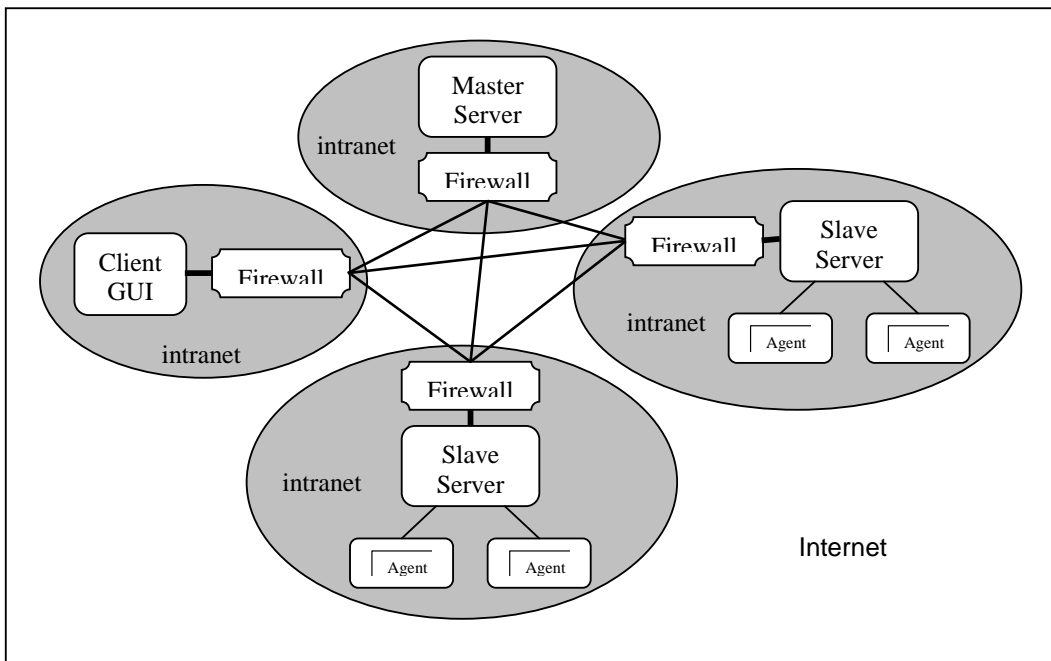 Master
Server
intranet
Firewall
Client
GUI
Firewall
intranet
Firewall
Slave
Server
intranet
Agent
Agent
Firewall
Slave
Server
intranet
Agent
Agent
Internet